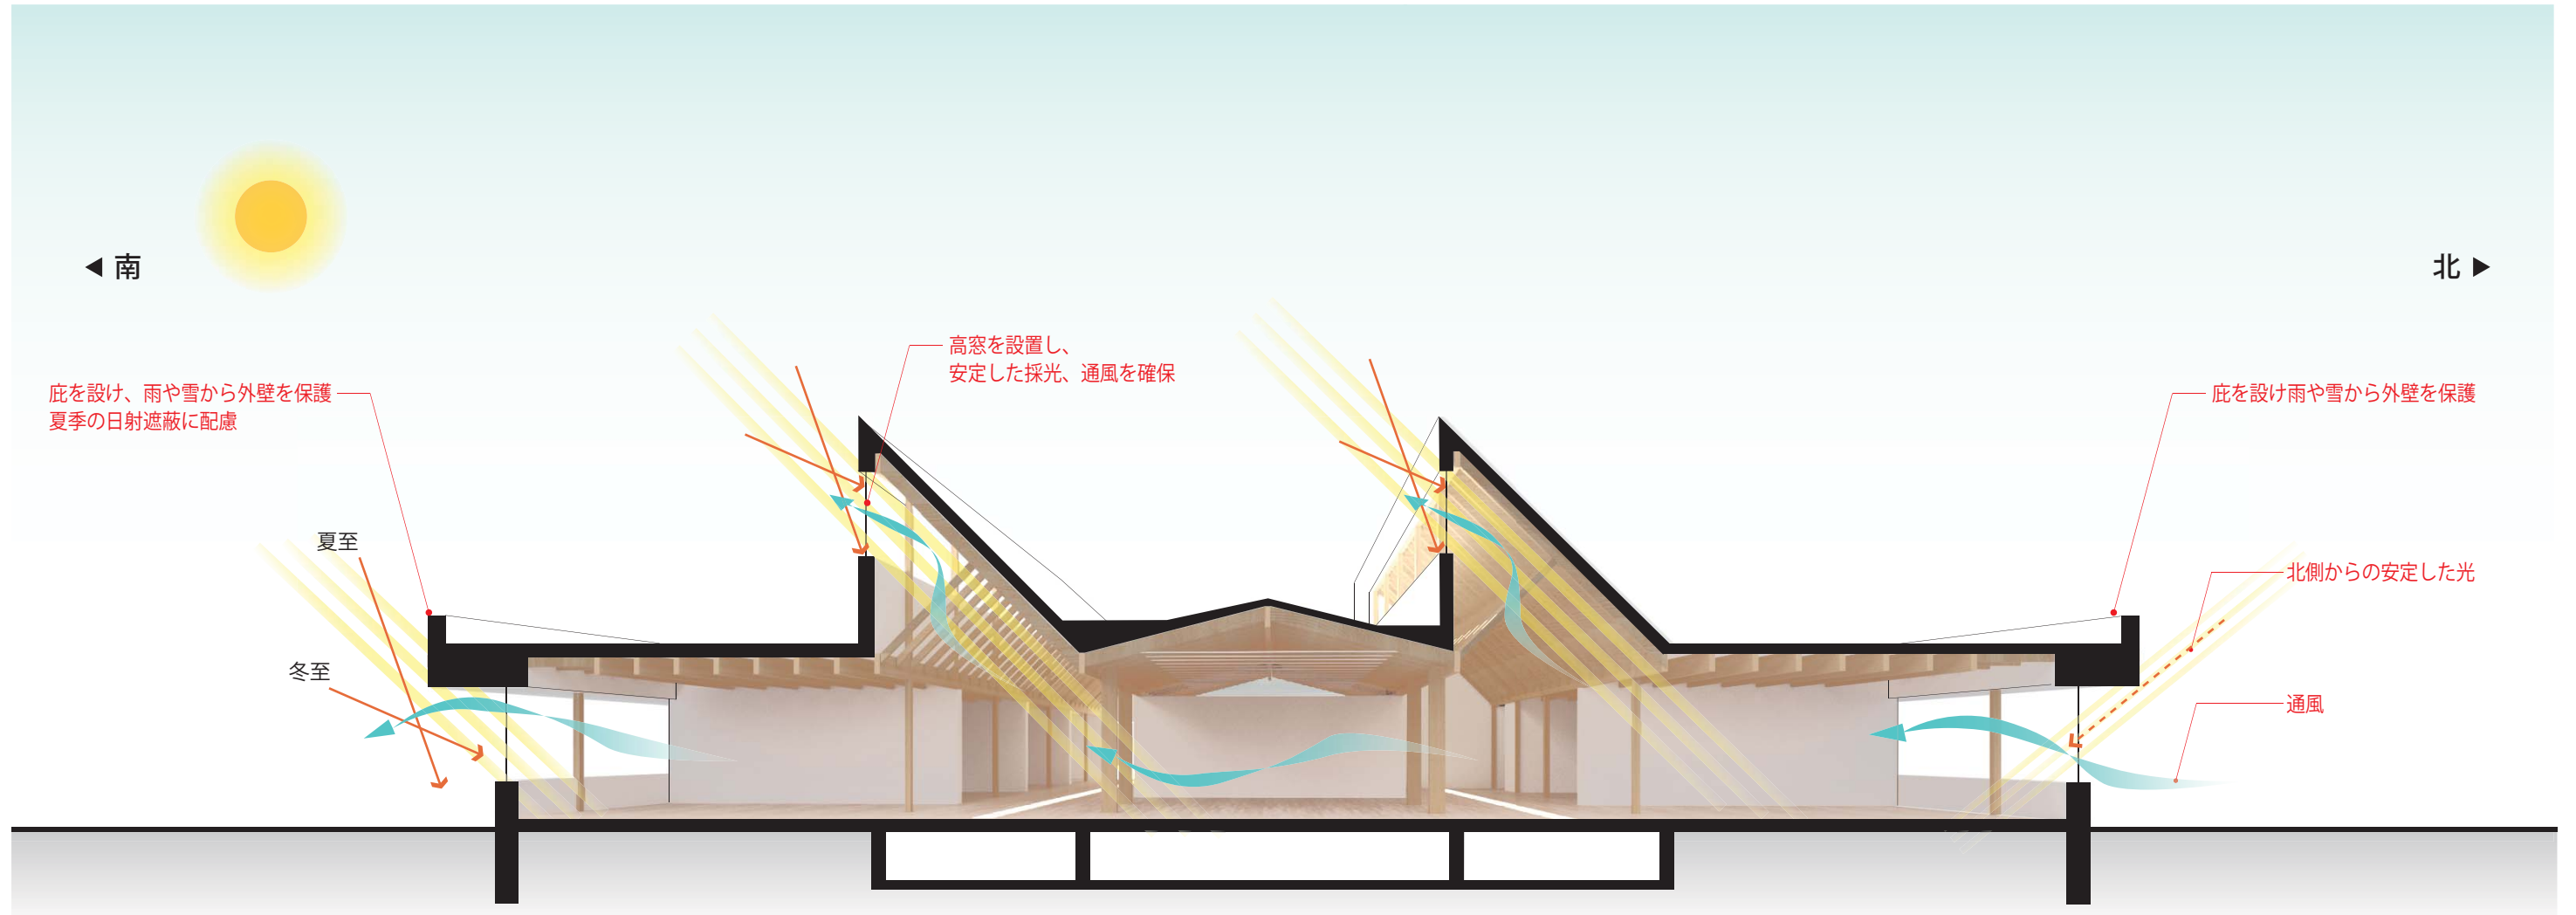 ◀ 南
北 ▶
高窓を設置し、
安定した採光、通風を確保
庇を設け、雨や雪から外壁を保護
夏季の日射遮蔽に配慮
庇を設け雨や雪から外壁を保護
夏至
北側からの安定した光
冬至
通風